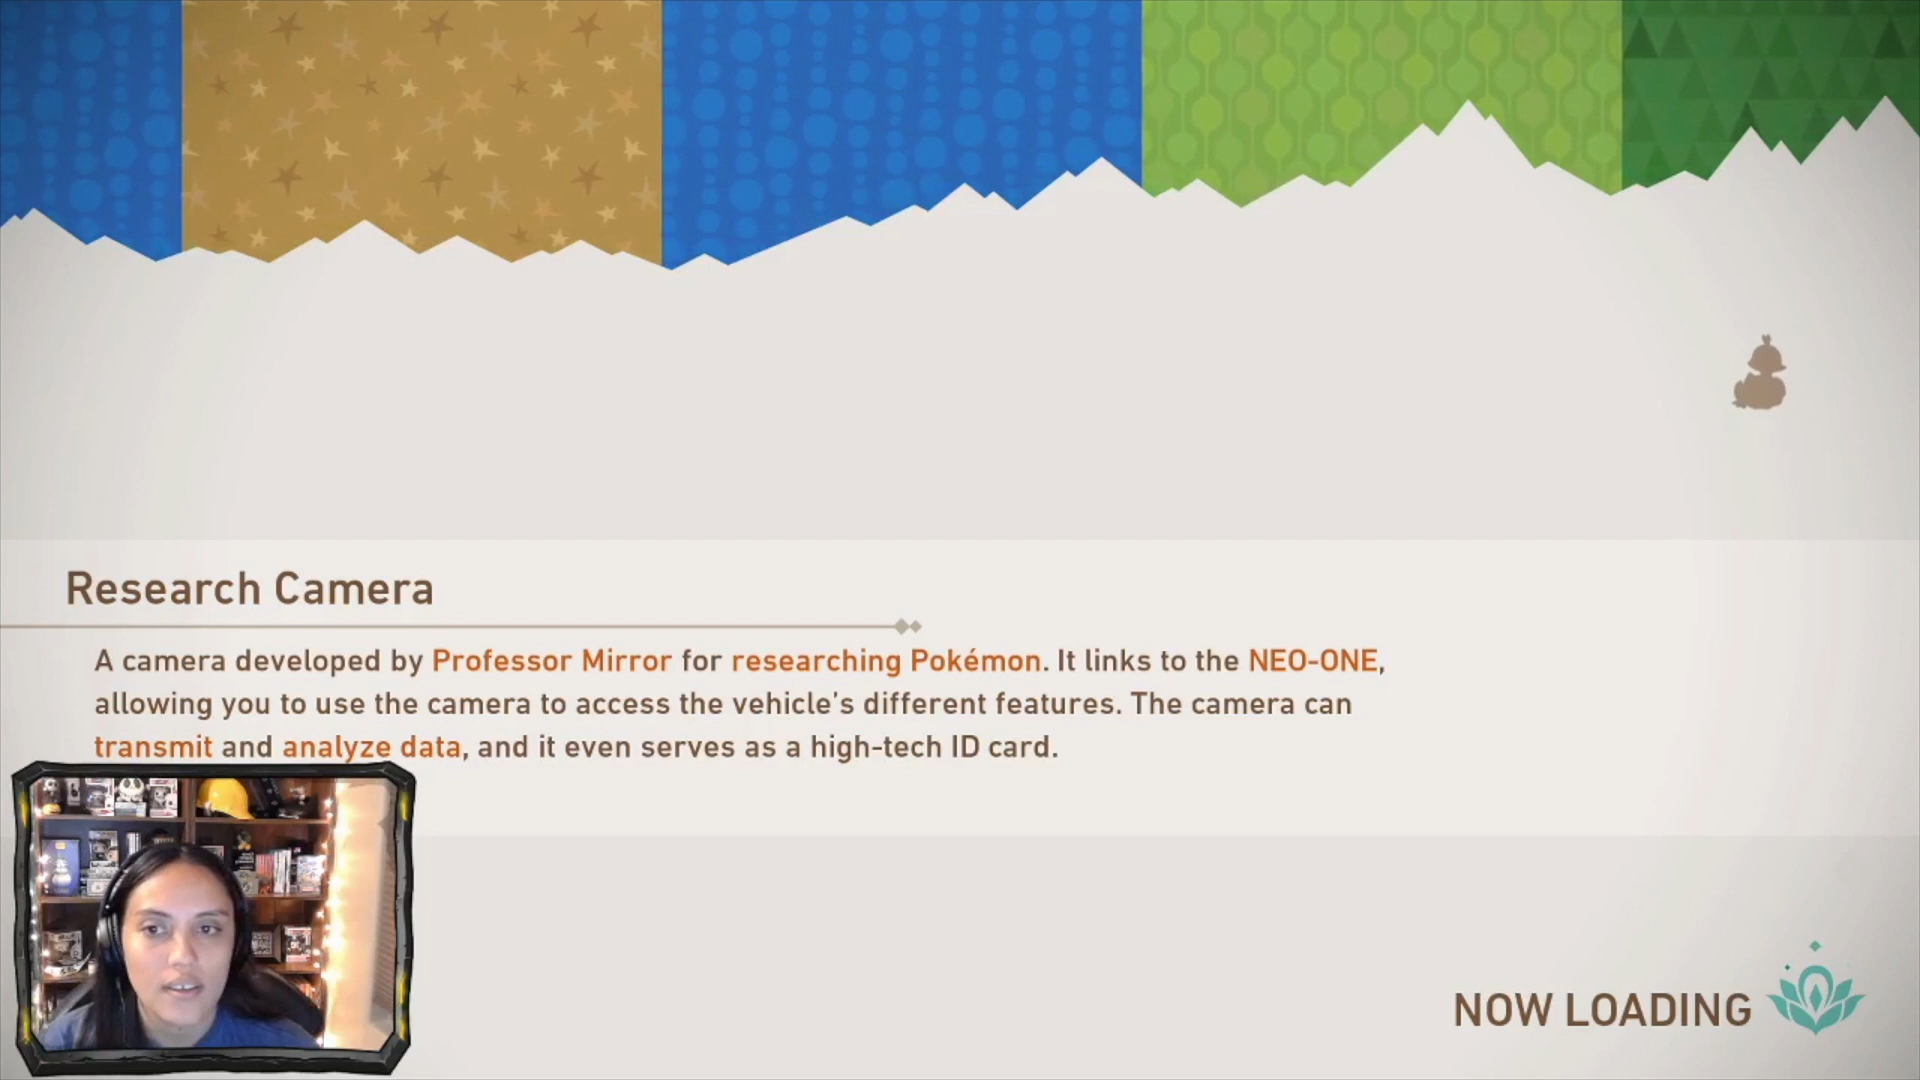 Research Camera
A camera developed by Professor Mirror for researching Pokémon. It links to the NEO-ONE,
allowing you to use the camera to access the vehicle's different features. The camera can
transmit and analyze data, and it even serves as a high-tech ID card.
NOW LOADING